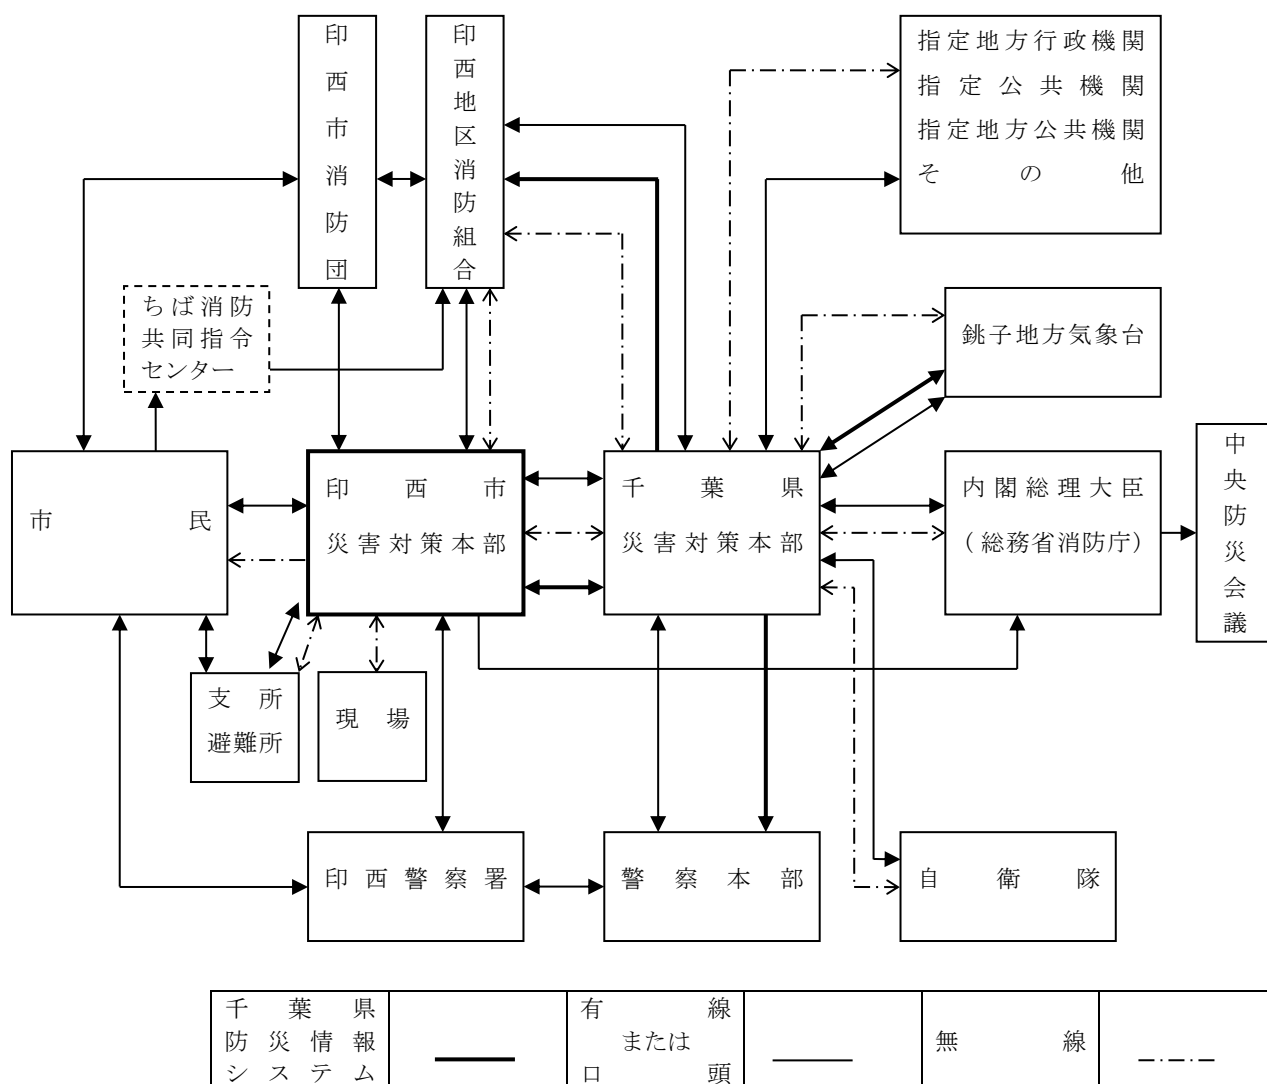 印西市消防団
印西地区消防組合
指定地方行政機関
指定公共機関
指定地方公共機関
その他
ちば消防
共同指令
センター
銚子地方気象台
中央防災会議
市民
印西市
災害対策本部
千葉県
災害対策本部
内閣総理大臣
(総務省消防庁)
支所
避難所
現場
印西警察署
警察本部
自衛隊
千葉県
防災情報
システム
有線
または
口頭
無線